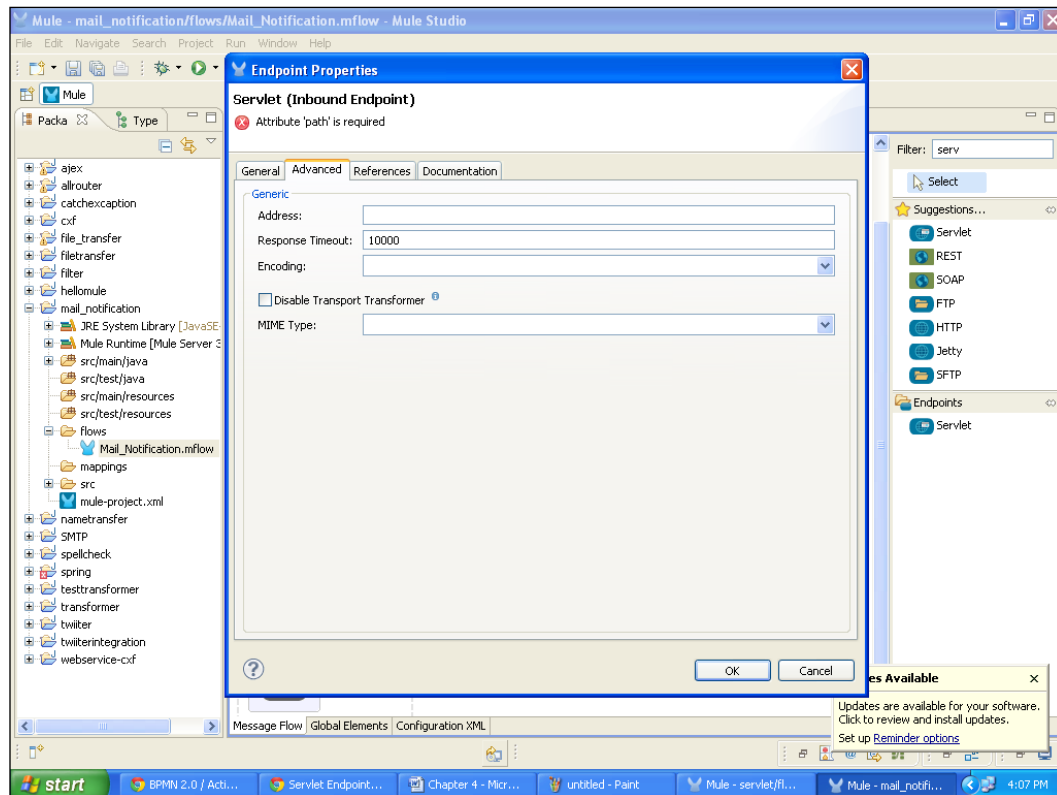 Mule - mail_notification/flows/Mail_Notification.mflow - Mule Studio
File Edit Navigate Search Project Run Window Help
Mule
Packa
Type
ajex
allrouter
catchexcaption
cxf
file_transfer
filetransfer
filter
hellomule
mail_notification
JRE System Library [JavaSE-
Mule Runtime [Mule Server 3
src/main/java
src/test/java
src/main/resources
src/test/resources
flows
Mail_Notification.mflow
mappings
src
mule-project.xml
nametransfer
SMTP
spellcheck
spring
testtransformer
transformer
twiiter
twiiterintegration
webservice-cxf
Endpoint Properties
Servlet (Inbound Endpoint)
Attribute 'path' is required
General Advanced References Documentation
Generic
Address:
Response Timeout: 10000
Encoding:
Disable Transport Transformer
MIME Type:
OK Cancel
Filter: serv
Select
Suggestions...
Servlet
REST
SOAP
FTP
HTTP
Jetty
SFTP
Endpoints
Servlet
Message Flow Global Elements Configuration XML
es Available
Updates are available for your software.
Click to review and install updates.
Set up Reminder options
start
BPMN 2.0 / Acti...
Servlet Endpoint...
Chapter 4 - Micr...
untitled - Paint
Mule - servlet/fl...
Mule - mail_notifi...
4:07 PM